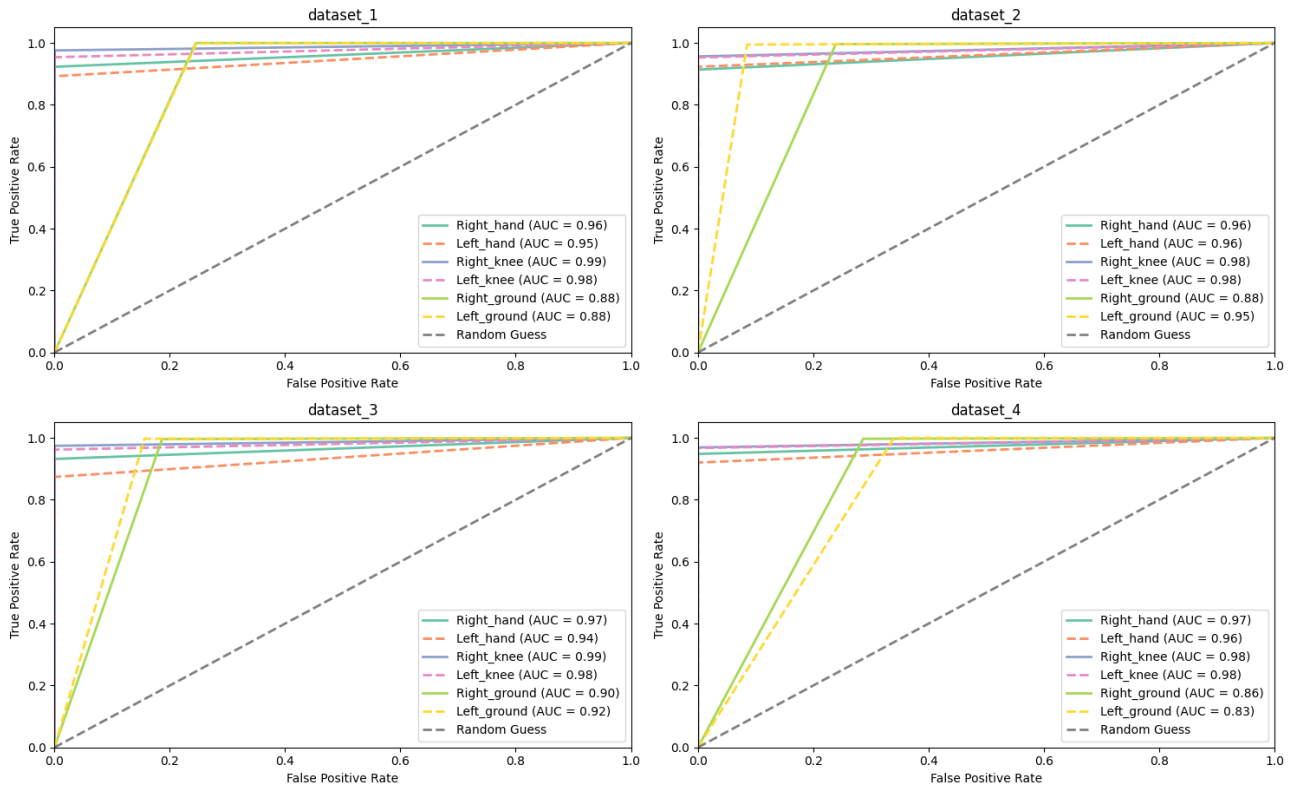 dataset_1
1.0
0.8
0.6
0.4
0.2
0.0
True Positive Rate
Right_hand (AUC = 0.96)
Left_hand (AUC = 0.95)
Right_knee (AUC = 0.99)
Left_knee (AUC = 0.98)
Right_ground (AUC = 0.88)
Left_ground (AUC = 0.88)
Random Guess
0.0 0.2 0.4 0.6 0.8 1.0
False Positive Rate
dataset_2
1.0
0.8
0.6
0.4
0.2
0.0
True Positive Rate
Right_hand (AUC = 0.96)
Left_hand (AUC = 0.96)
Right_knee (AUC = 0.98)
Left_knee (AUC = 0.98)
Right_ground (AUC = 0.88)
Left_ground (AUC = 0.95)
Random Guess
0.0 0.2 0.4 0.6 0.8 1.0
False Positive Rate
dataset_3
1.0
0.8
0.6
0.4
0.2
0.0
True Positive Rate
Right_hand (AUC = 0.97)
Left_hand (AUC = 0.94)
Right_knee (AUC = 0.99)
Left_knee (AUC = 0.98)
Right_ground (AUC = 0.90)
Left_ground (AUC = 0.92)
Random Guess
0.0 0.2 0.4 0.6 0.8 1.0
False Positive Rate
dataset_4
1.0
0.8
0.6
0.4
0.2
0.0
True Positive Rate
Right_hand (AUC = 0.97)
Left_hand (AUC = 0.96)
Right_knee (AUC = 0.98)
Left_knee (AUC = 0.98)
Right_ground (AUC = 0.86)
Left_ground (AUC = 0.83)
Random Guess
0.0 0.2 0.4 0.6 0.8 1.0
False Positive Rate